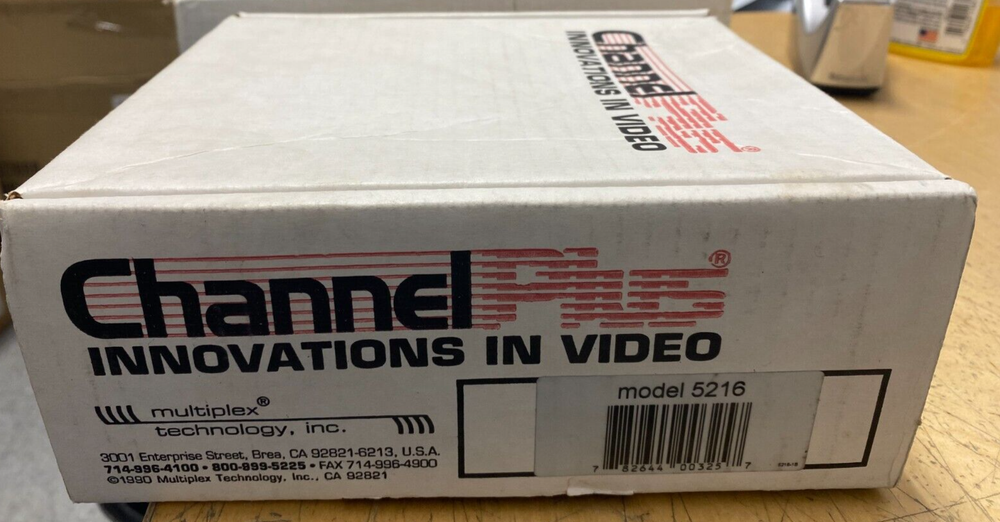 Channel Plus®
INNOVATIONS IN VIDEO
Channel Plus®
INNOVATIONS IN VIDEO
multiplex®
technology, inc.
3001 Enterprise Street, Brea, CA 92821-6213, U.S.A.
714-996-4100 • 800-999-5225 • FAX 714-996-4900
©1990 Multiplex Technology, Inc., CA 92821
model 5216
7 82644 00325 7